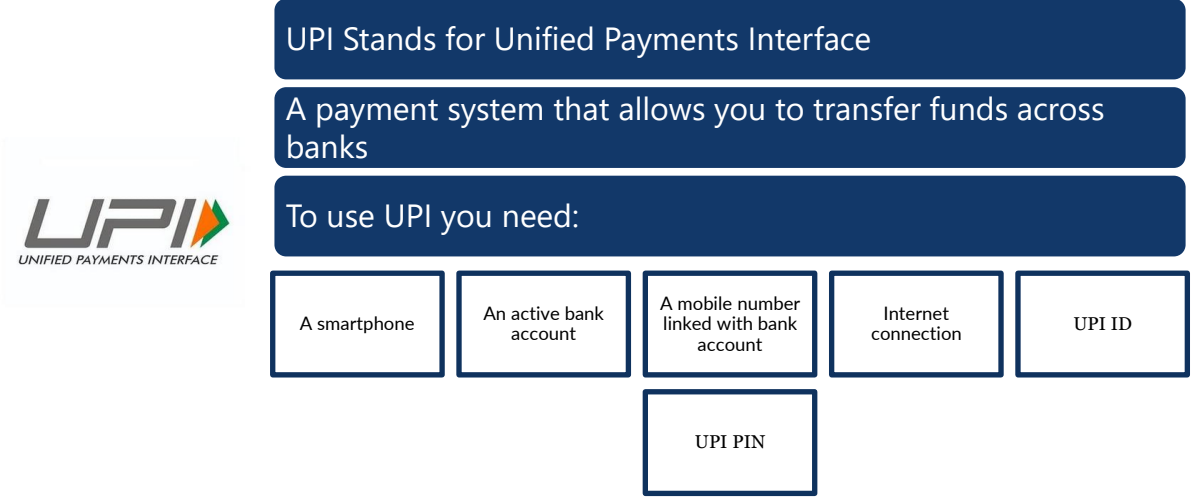 UPI Stands for Unified Payments Interface
A payment system that allows you to transfer funds across
banks
UPI
UNIFIED PAYMENTS INTERFACE
To use UPI you need:
A smartphone
An active bank
account
A mobile number
linked with bank
account
Internet
connection
UPI ID
UPI PIN